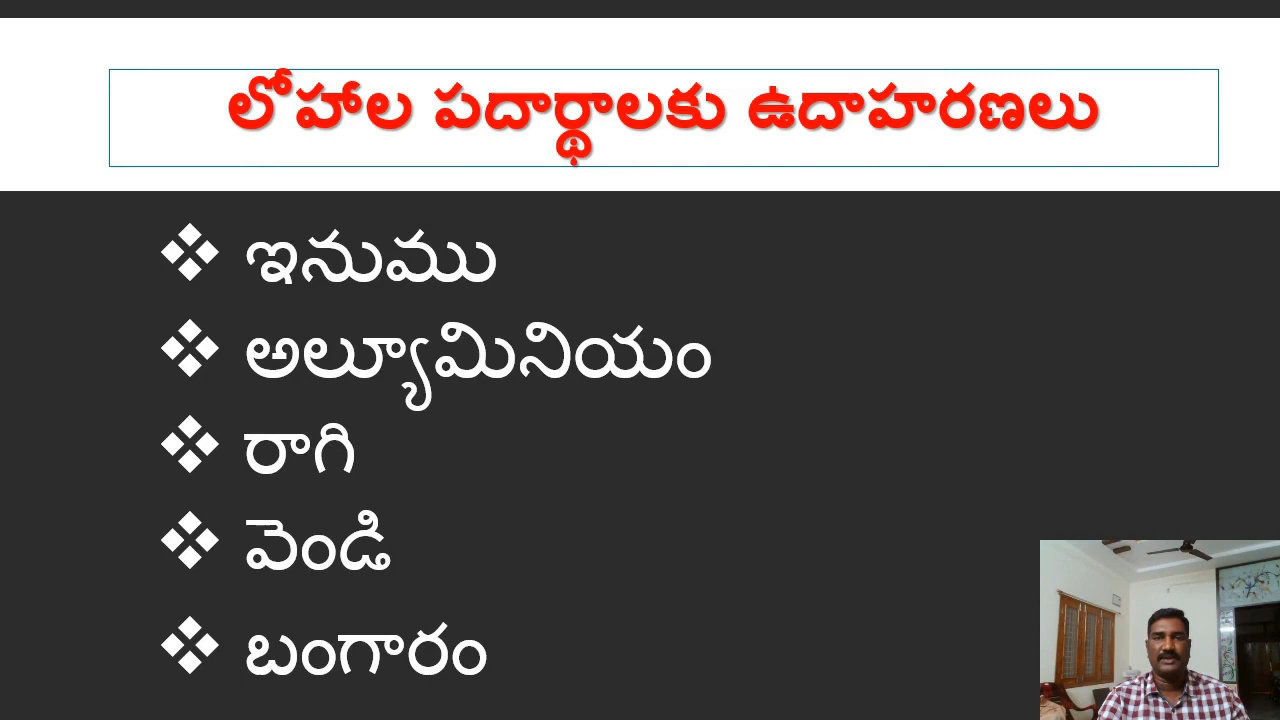 లోహాల పదార్థాలకు ఉదాహరణలు
❖ ఇనుము
❖ అల్యూమినియం
❖ రాగి
❖ వెండి
❖ బంగారం